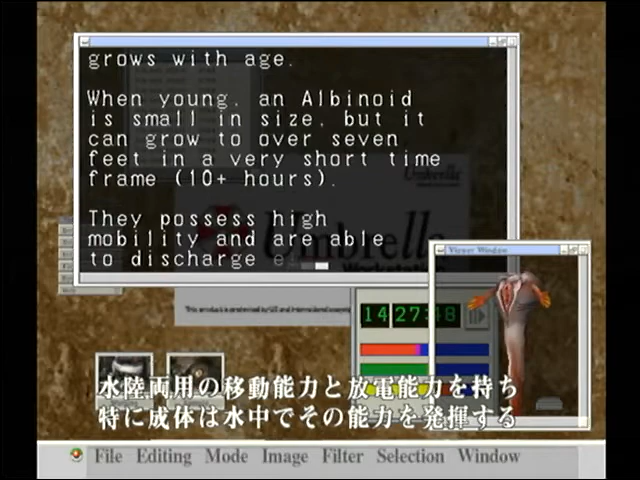 grows with age.
When young, an Albinoid
is small in size, but it
can grow to over seven
feet in a very short time
frame (10+ hours).
They possess high
mobility and are able
to discharge e
Umbrella
Umbrella
Workstation
Viewer Window
14 27:48
水陸両用の移動能力と放電能力を持ち
特に成体は水中でその能力を発揮する
File Editing Mode Image Filter Selection Window